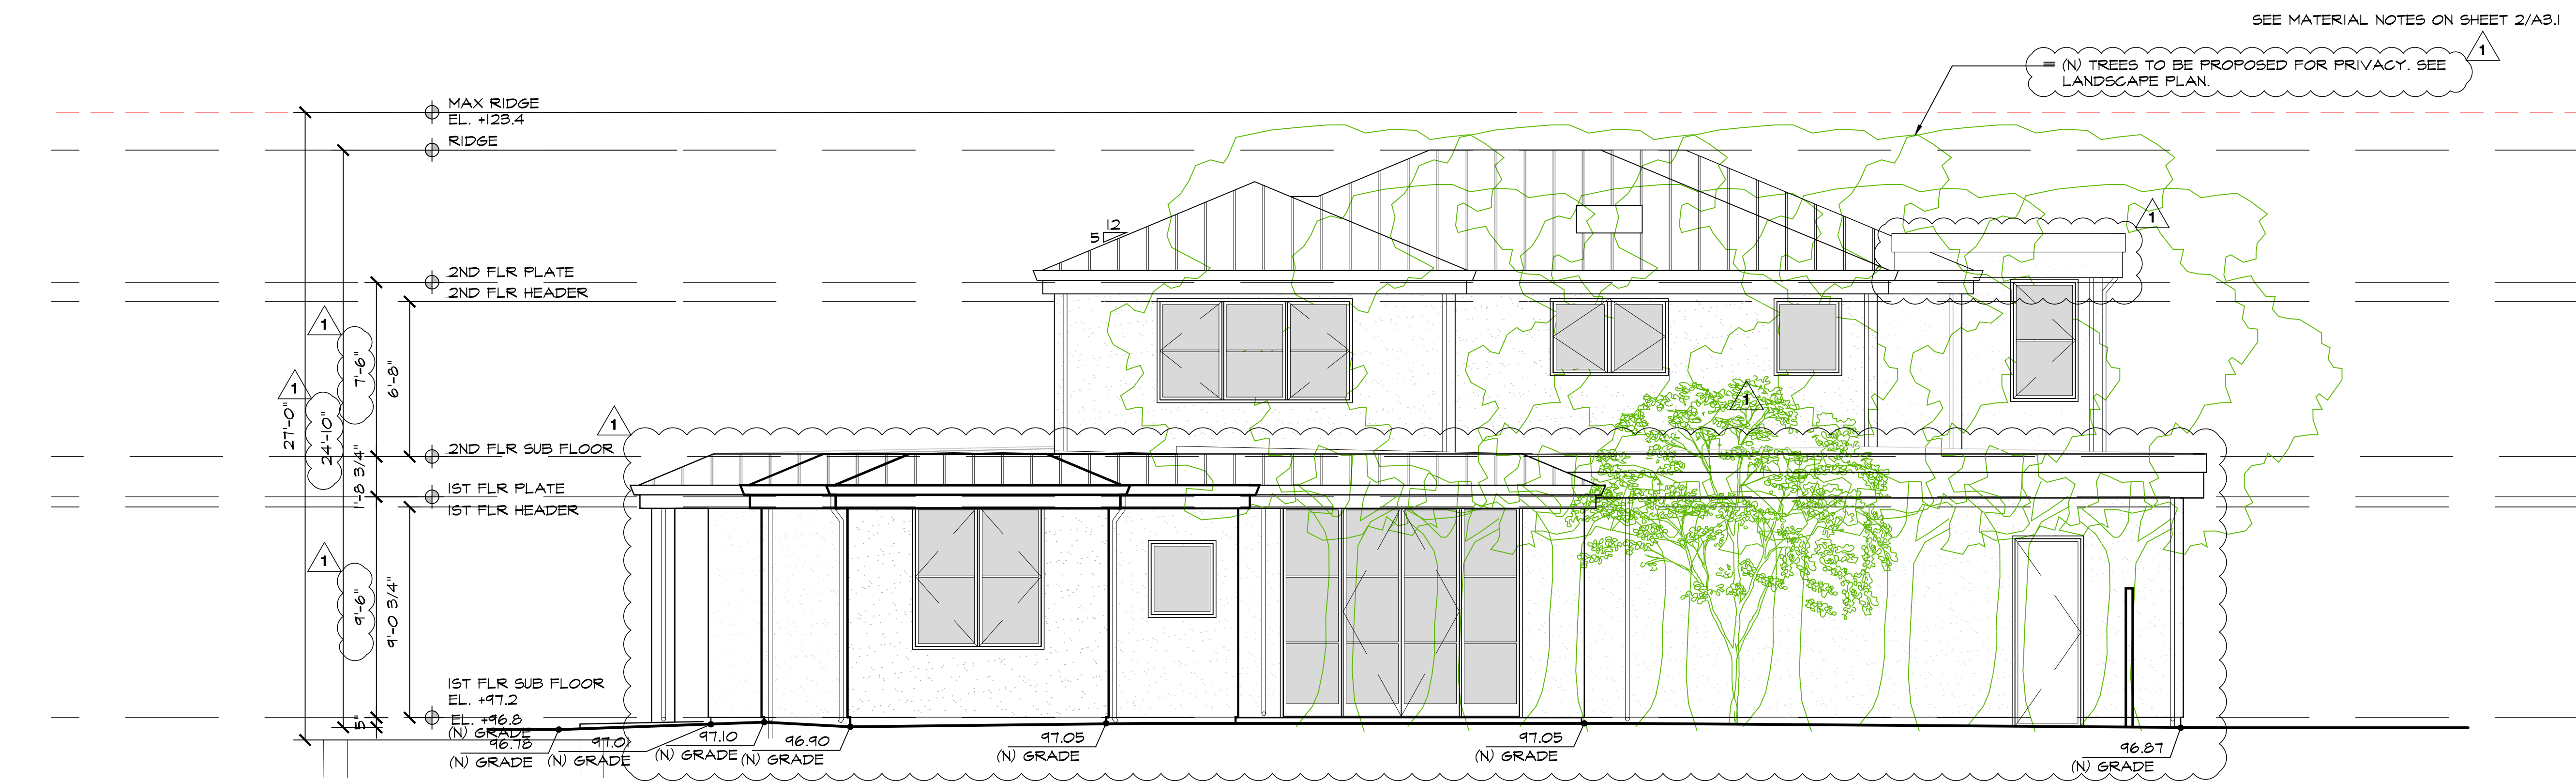 SEE MATERIAL NOTES ON SHEET 2/A3.1
1
(N) TREES TO BE PROPOSED FOR PRIVACY. SEE
LANDSCAPE PLAN.
MAX RIDGE
EL. +123.4
RIDGE
1
12
5
2ND FLR PLATE
2ND FLR HEADER
1
7'-6"
6'-8"
1
27'-0"
24'-10"
1
1
2ND FLR SUB FLOOR
1'-8 3/4"
1ST FLR PLATE
1ST FLR HEADER
1
9'-6"
9'-0 3/4"
1ST FLR SUB FLOOR
EL. +97.2
5"
EL. +96.8
(N) GRADE
96.78
(N) GRADE
97.01
(N) GRADE
97.10
(N) GRADE
96.90
(N) GRADE
97.05
(N) GRADE
97.05
(N) GRADE
96.87
(N) GRADE